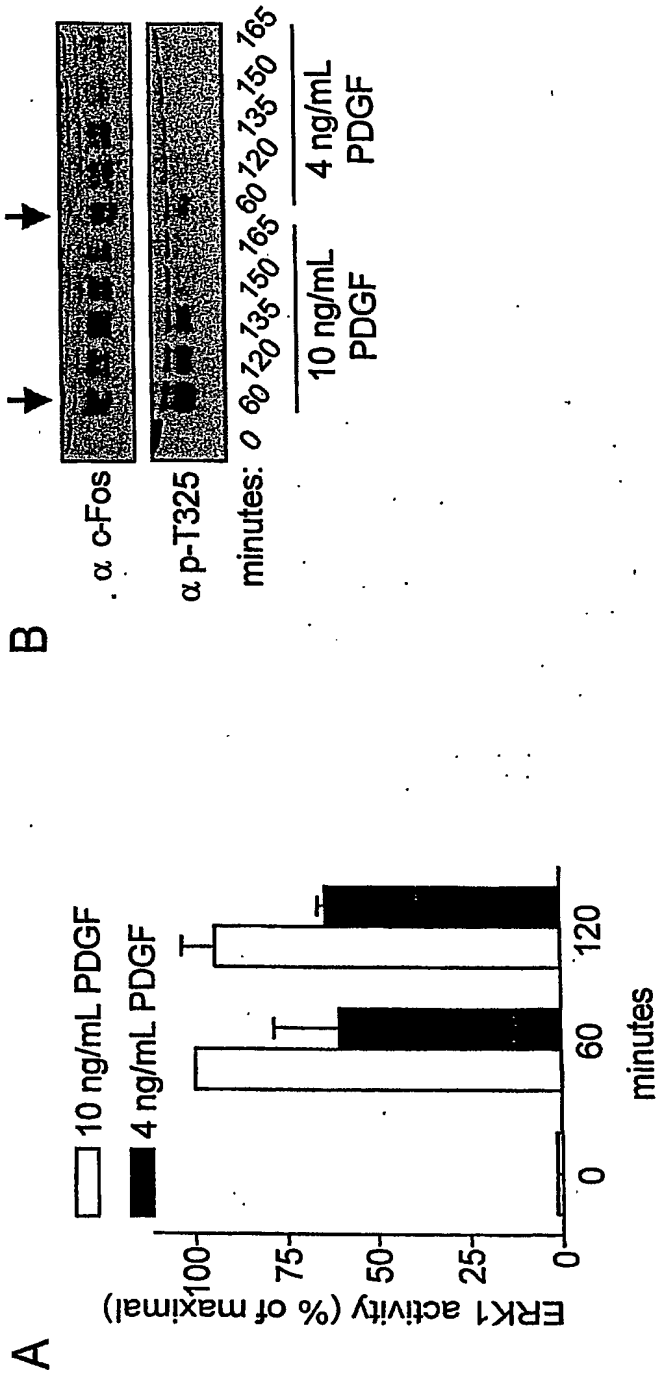 A
10 ng/mL PDGF
4 ng/mL PDGF
ERK1 activity (% of maximal)
100
75
50
25
0
0 60 120
minutes
B
α c-Fos
α p-T325
minutes: 0 60 120 135 150 165 60 120 135 150 165
10 ng/mL PDGF
4 ng/mL PDGF